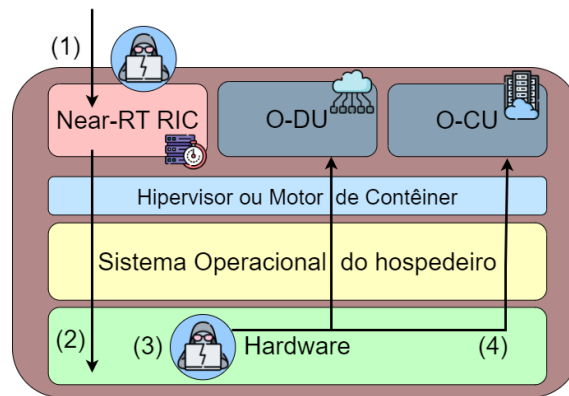 (1)
Near-RT RIC
O-DU
O-CU
Hipervisor ou Motor de Contêiner
Sistema Operacional do hospedeiro
(2)
(3)
Hardware
(4)